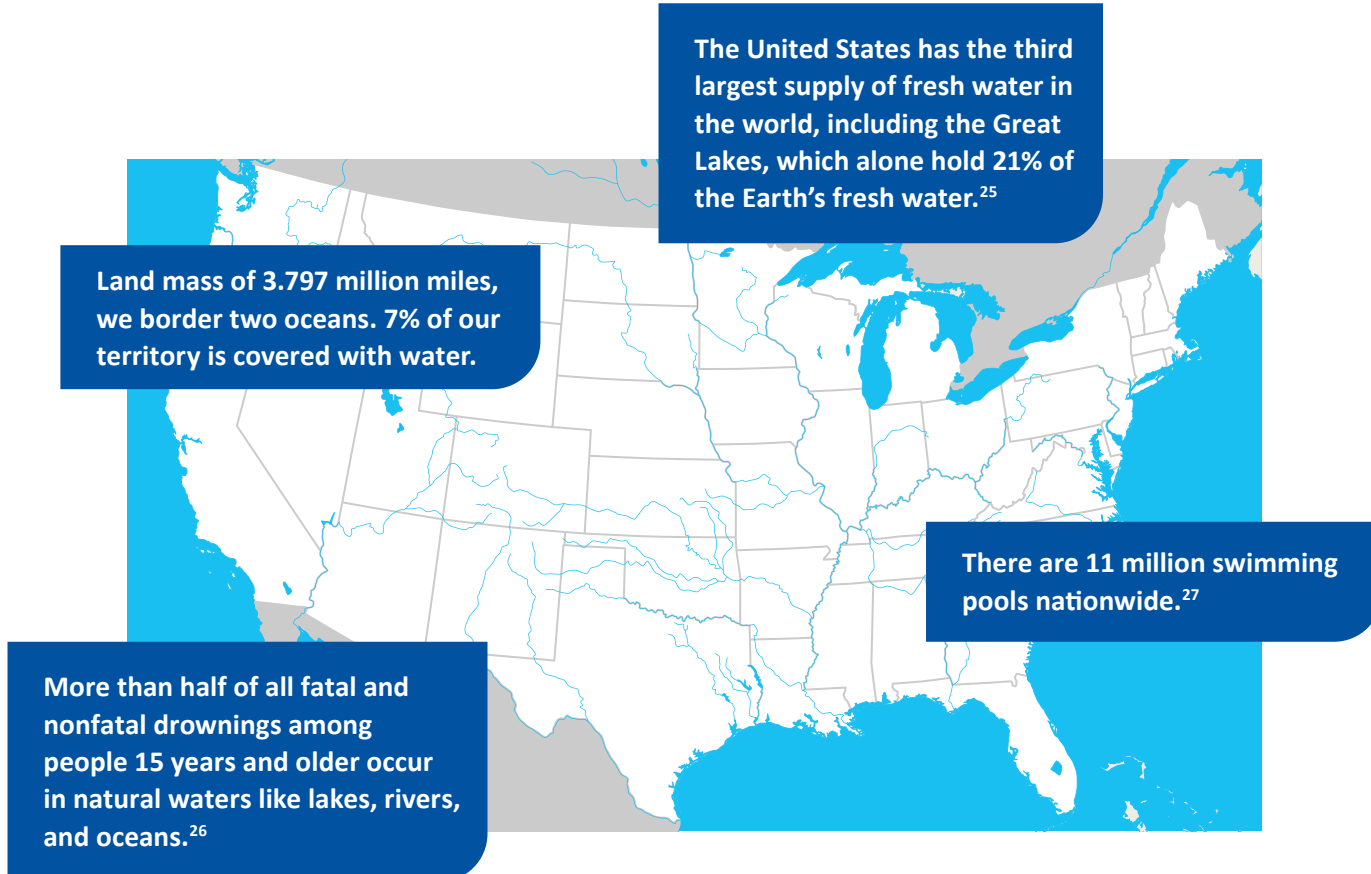 The United States has the third
largest supply of fresh water in
the world, including the Great
Lakes, which alone hold 21% of
the Earth’s fresh water.25
Land mass of 3.797 million miles,
we border two oceans. 7% of our
territory is covered with water.
There are 11 million swimming
pools nationwide.27
More than half of all fatal and
nonfatal drownings among
people 15 years and older occur
in natural waters like lakes, rivers,
and oceans.26